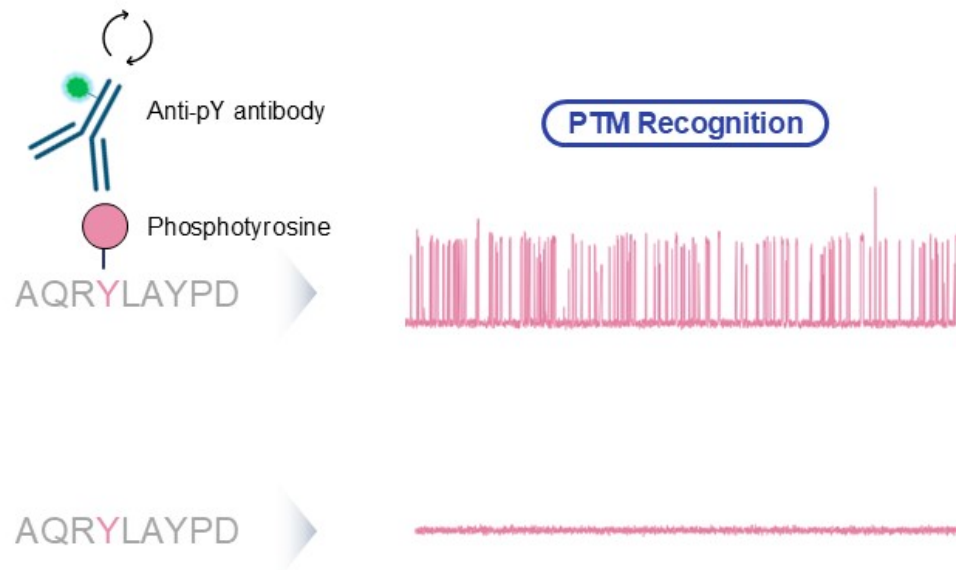 Anti-pY antibody
PTM Recognition
Phosphotyrosine
AQRYLAYPD
AQRYLAYPD